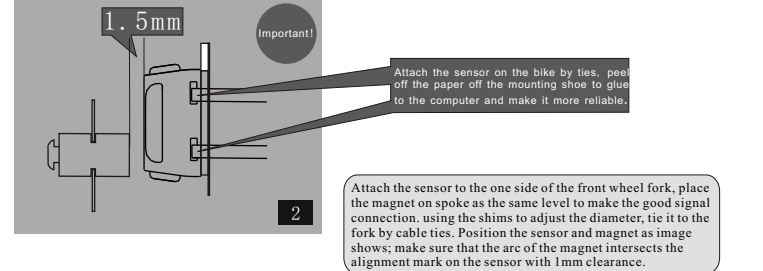 1.5mm
Important!
Attach the sensor on the bike by ties, peel
off the paper off the mounting shoe to glue
to the computer and make it more reliable.
2
Attach the sensor to the one side of the front wheel fork, place
the magnet on spoke as the same level to make the good signal
connection. using the shims to adjust the diameter, tie it to the
fork by cable ties. Position the sensor and magnet as image
shows; make sure that the arc of the magnet intersects the
alignment mark on the sensor with 1mm clearance.